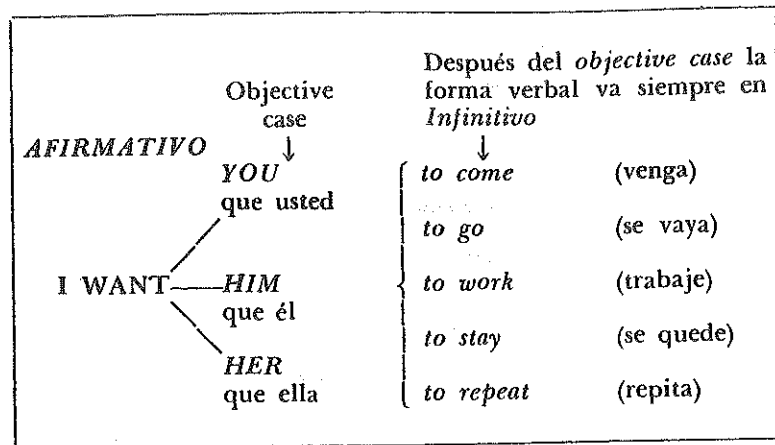 Objective
case
Después del objective case la
forma verbal va siempre en
Infinitivo
AFIRMATIVO
YOU
que usted
I WANT
HIM
que él
HER
que ella
to come (venga)
to go (se vaya)
to work (trabaje)
to stay (se quede)
to repeat (repita)